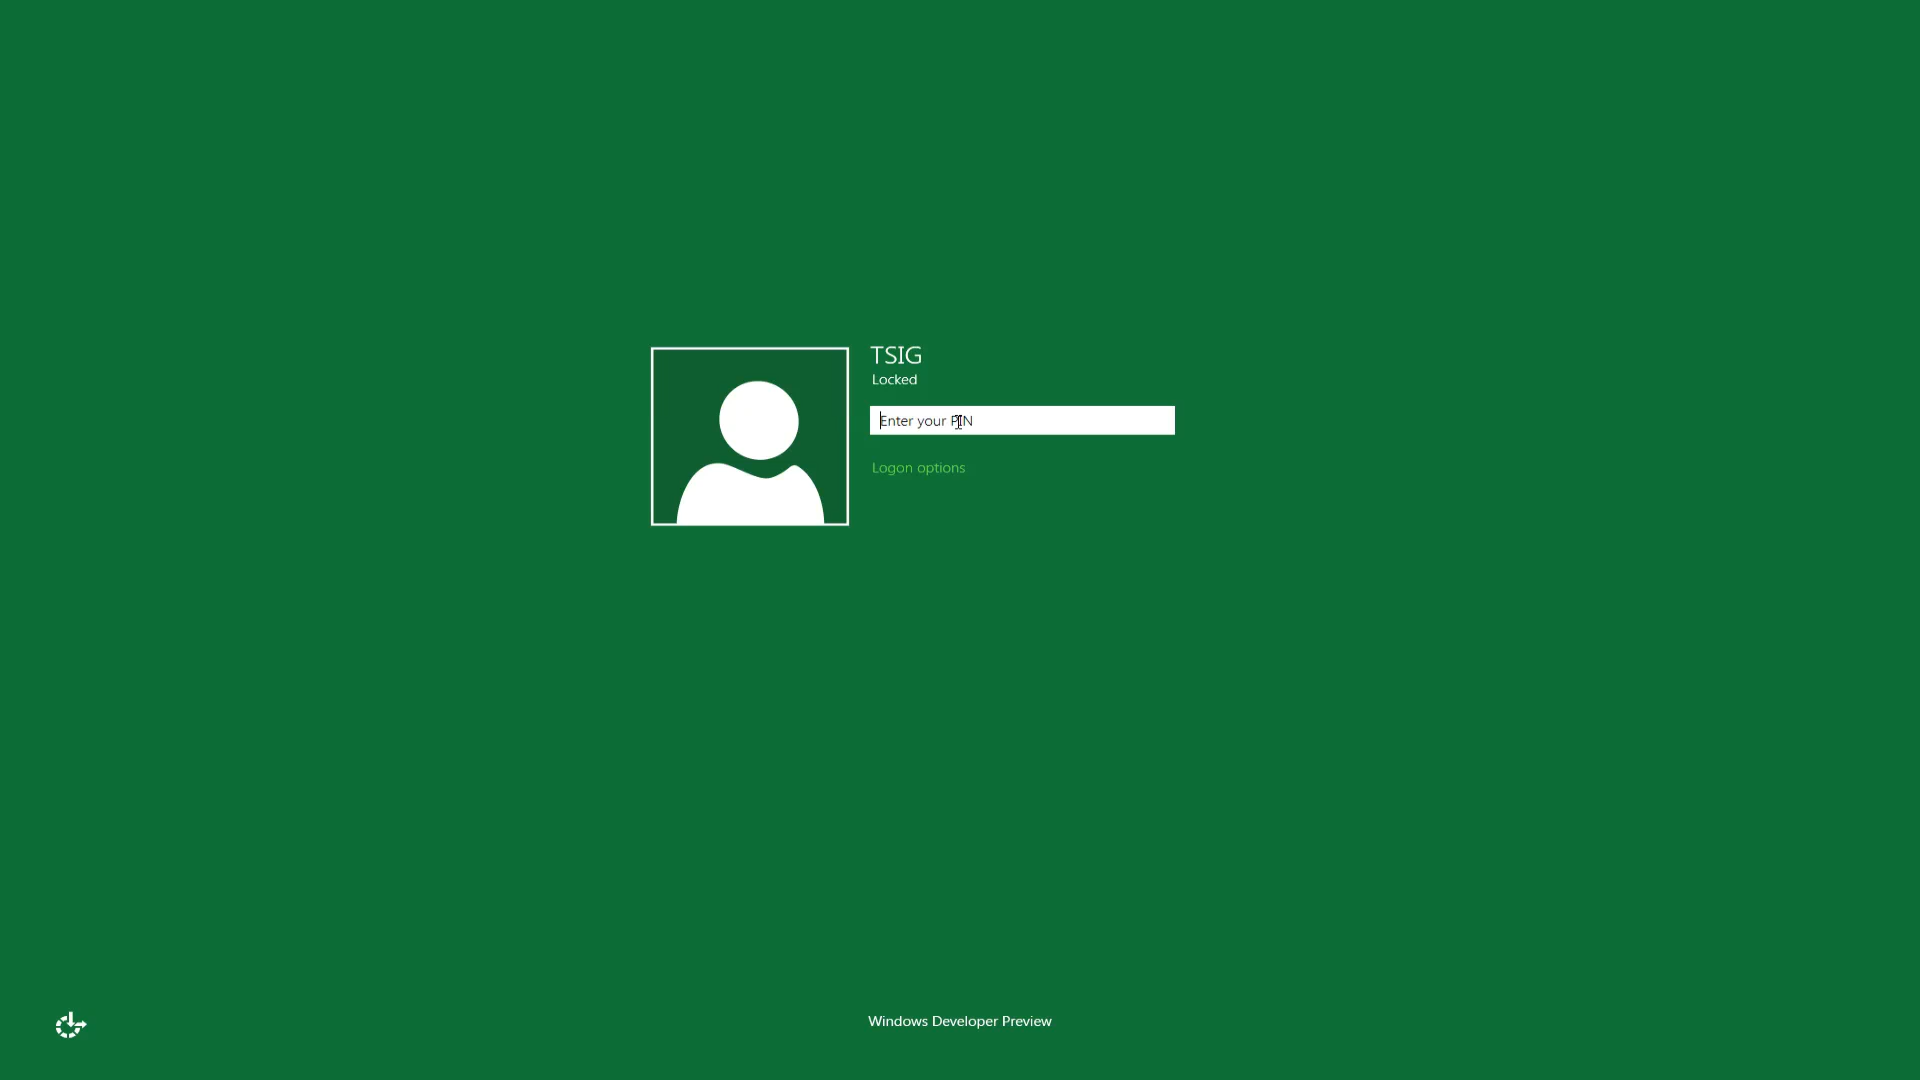 TSIG
Locked
Enter your PIN
Logon options
Windows Developer Preview